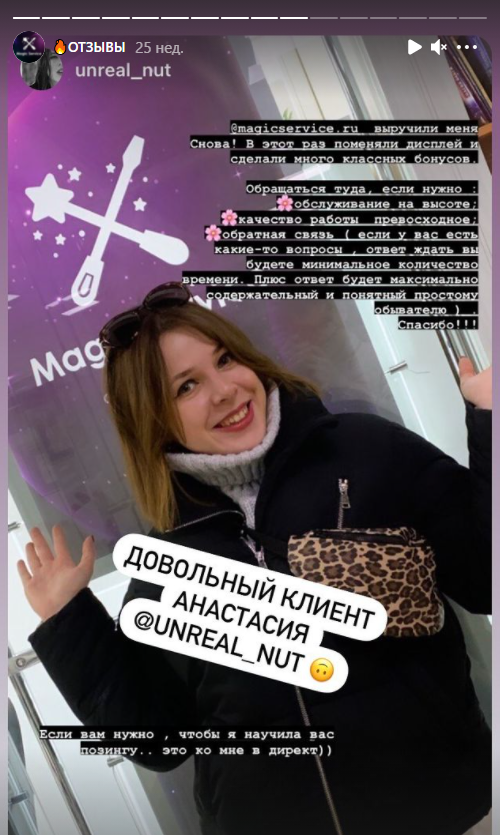 🔥ОТЗЫВЫ 25 нед.
unreal_nut
@magicservice.ru выручили меня
Снова! В этот раз поменяли дисплей и
сделали много классных бонусов.
Обращаться туда, если нужно :
🌸обслуживание на высоте;
🌸качество работы превосходное;
🌸обратная связь ( если у вас есть
какие-то вопросы , ответ ждать вы
будете минимальное количество
времени. Плюс ответ будет максимально
содержательный и понятный простому
обывателю ) .
Спасибо!!!
Mag
ДОВОЛЬНЫЙ КЛИЕНТ
АНАСТАСИЯ
@UNREAL_NUT 🙃
Если вам нужно , чтобы я научила вас
позингу.. это ко мне в директ))